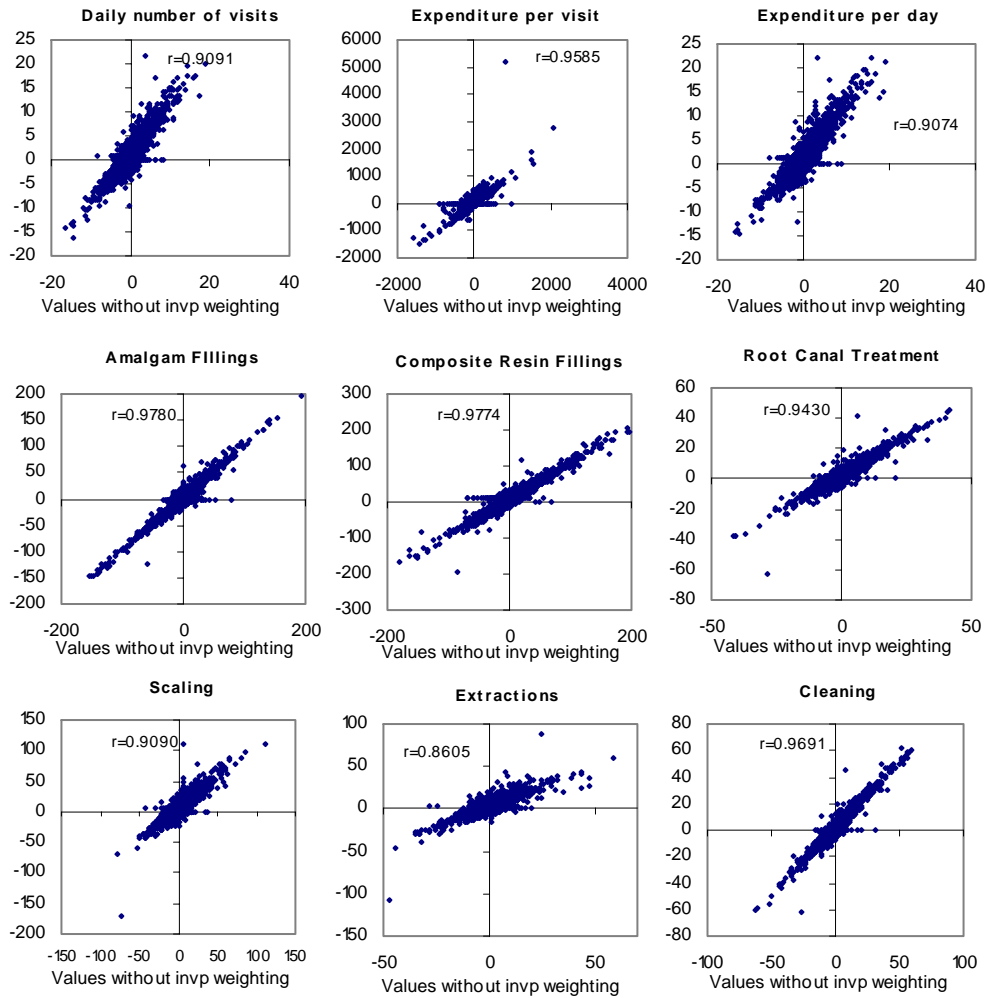 Daily number of visits
25
20
15
10
5
0
-5
-10
-15
-20
r=0.9091
-20 0 20 40
Values without invp weighting
Expenditure per visit
6000
5000
4000
3000
2000
1000
0
-1000
-2000
r=0.9585
-2000 0 2000 4000
Values without invp weighting
Expenditure per day
25
20
15
10
5
0
-5
-10
-15
-20
r=0.9074
-20 0 20 40
Values without invp weighting
Amalgam FIllings
200
150
100
50
0
-50
-100
-150
-200
r=0.9780
-200 0 200
Values without invp weighting
Composite Resin Fillings
300
200
100
0
-100
-200
-300
r=0.9774
-200 0 200
Values without invp weighting
Root Canal Treatment
60
40
20
0
-20
-40
-60
-80
r=0.9430
-50 0 50
Values without invp weighting
Scaling
150
100
50
0
-50
-100
-150
-200
r=0.9090
-150 -100 -50 0 50 100 150
Values without invp weighting
Extractions
100
50
0
-50
-100
-150
r=0.8605
-50 0 50
Values without invp weighting
Cleaning
80
60
40
20
0
-20
-40
-60
-80
r=0.9691
-100 -50 0 50 100
Values without invp weighting